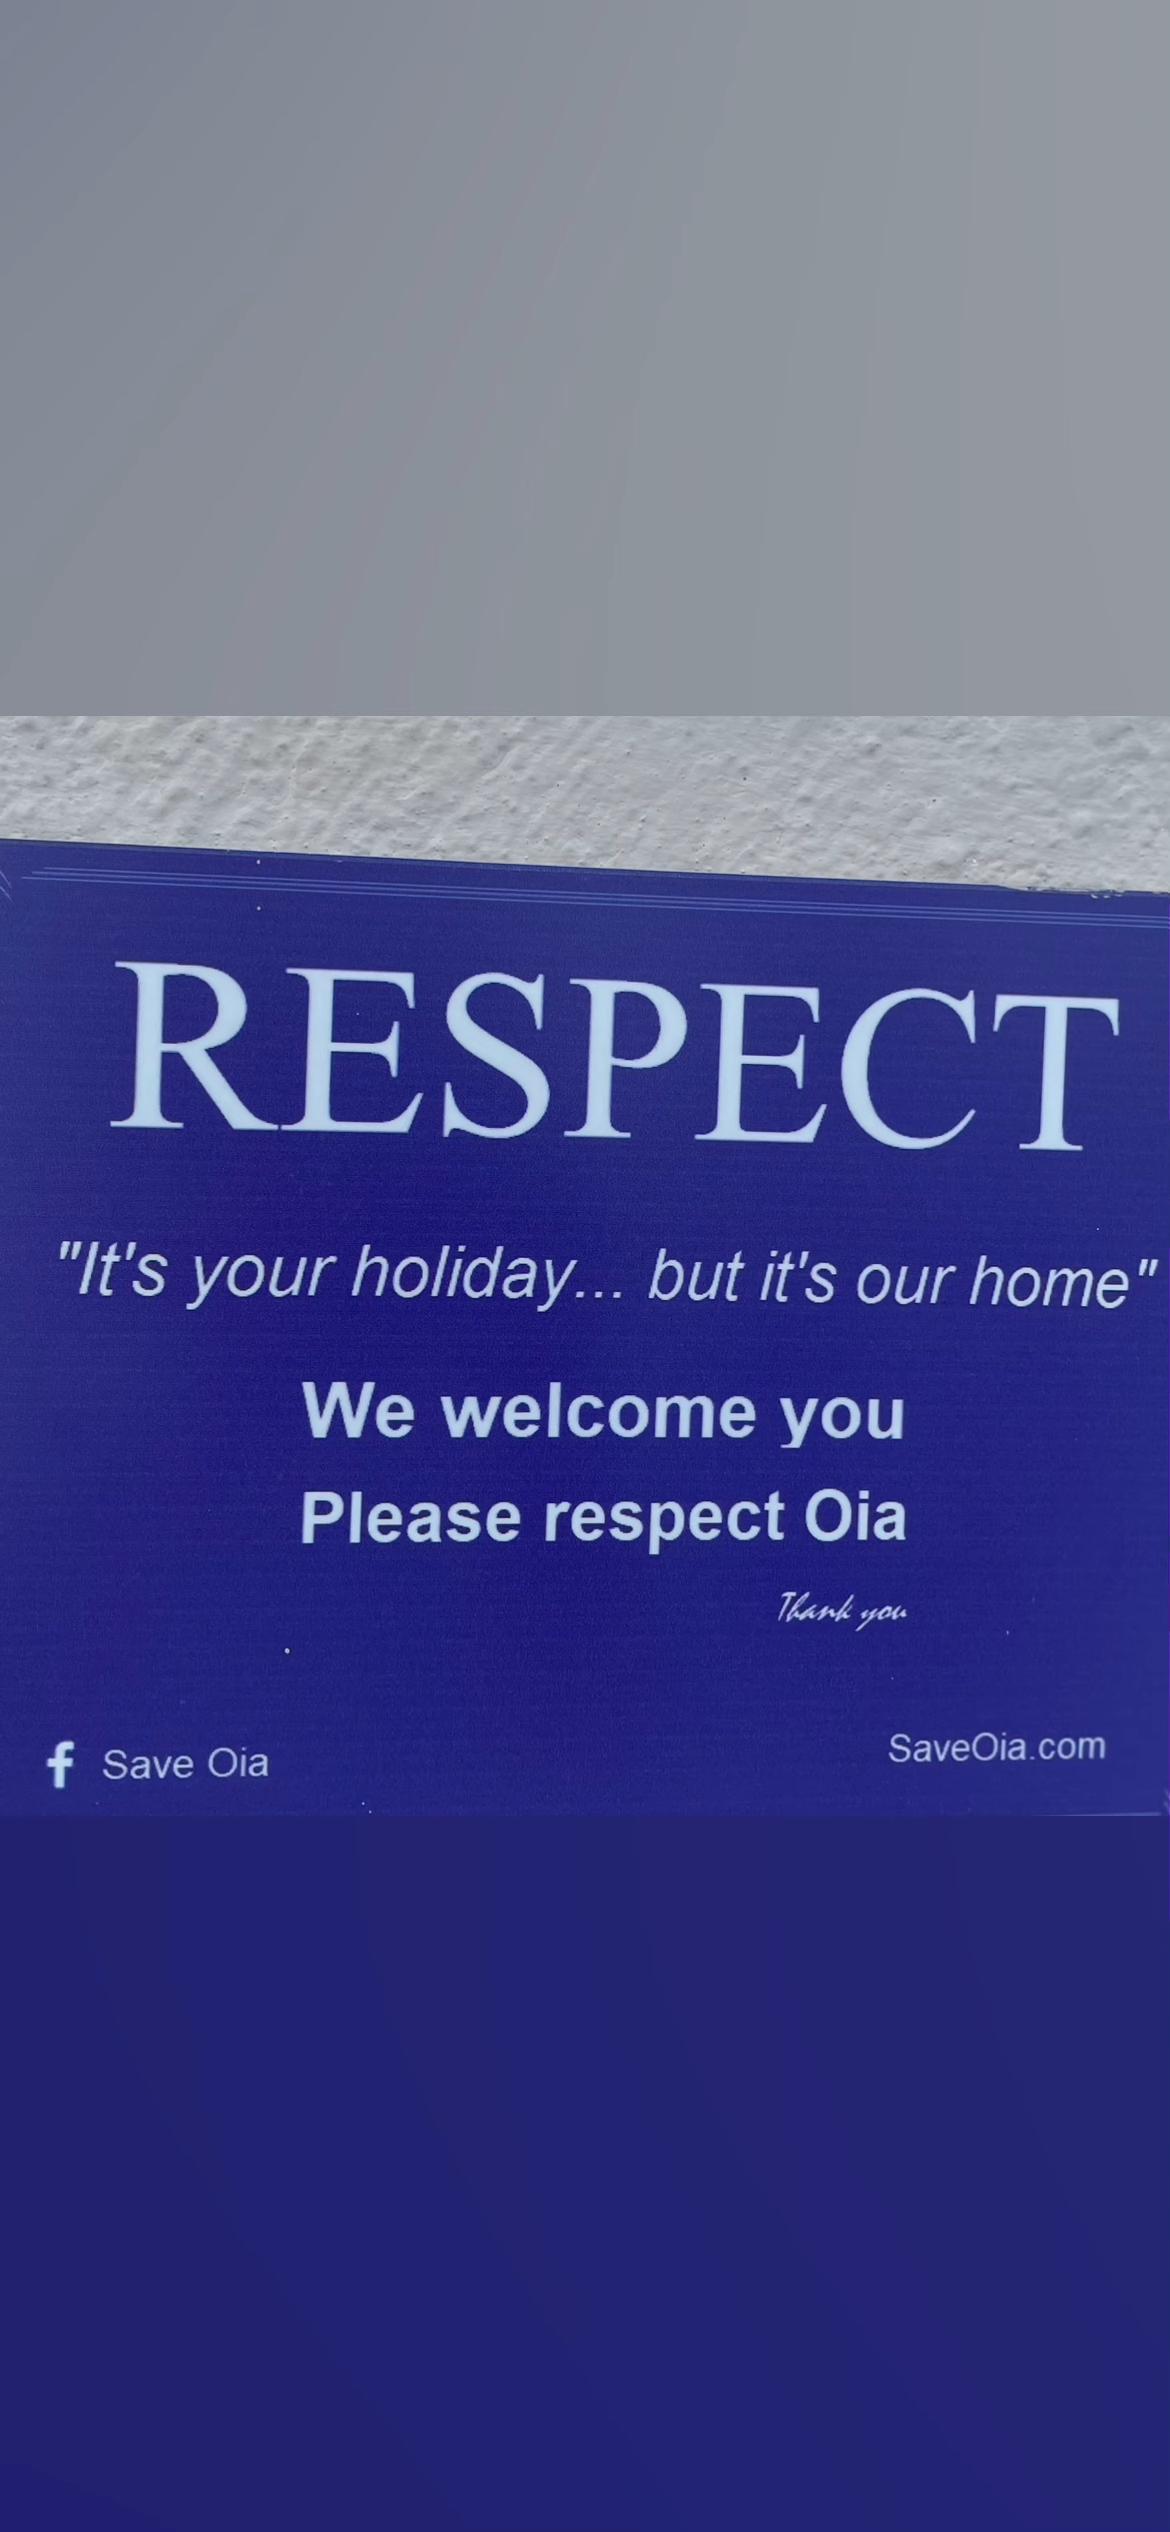 RESPECT
"It's your holiday... but it's our home"
We welcome you
Please respect Oia
Thank you
f Save Oia
SaveOia.com